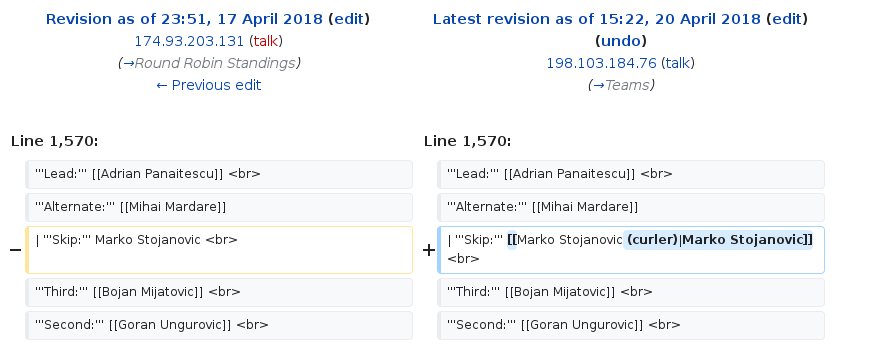 Revision as of 23:51, 17 April 2018 (edit)
174.93.203.131 (talk)
(→Round Robin Standings)
← Previous edit
Latest revision as of 15:22, 20 April 2018 (edit)
(undo)
198.103.184.76 (talk)
(→Teams)
Line 1,570:
Line 1,570:
'''Lead:''' [[Adrian Panaitescu]] <br>
'''Lead:''' [[Adrian Panaitescu]] <br>
'''Alternate:''' [[Mihai Mardare]]
'''Alternate:''' [[Mihai Mardare]]
− | '''Skip:''' Marko Stojanovic <br>
+ | '''Skip:''' [[Marko Stojanovic (curler)|Marko Stojanovic]]
<br>
'''Third:''' [[Bojan Mijatovic]] <br>
'''Third:''' [[Bojan Mijatovic]] <br>
'''Second:''' [[Goran Ungurovic]] <br>
'''Second:''' [[Goran Ungurovic]] <br>